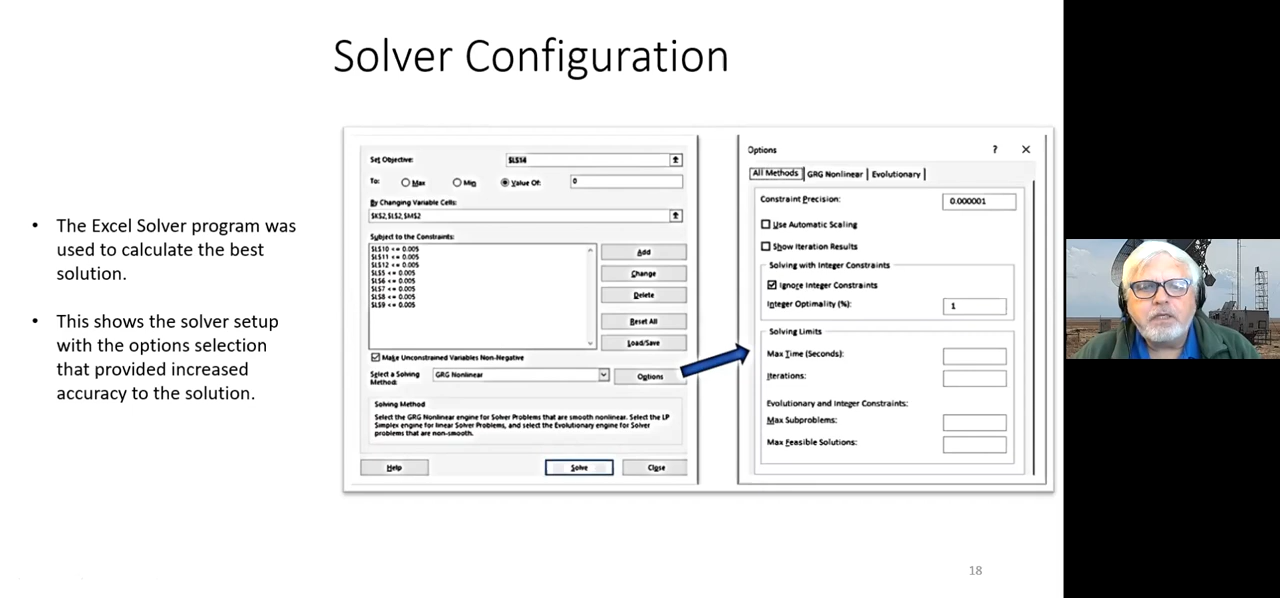 Solver Configuration
• The Excel Solver program was
used to calculate the best
solution.
• This shows the solver setup
with the options selection
that provided increased
accuracy to the solution.
Set Objective: $L$14
To: Max Min Value Of: 0
By Changing Variable Cells:
$K$2,$L$2,$M$2
Subject to the Constraints:
$L$10 <= 0.005
$L$11 <= 0.005
$L$12 <= 0.005
$L$5 <= 0.005
$L$6 <= 0.005
$L$7 <= 0.005
$L$8 <= 0.005
$L$9 <= 0.005
Add
Change
Delete
Reset All
Load/Save
Make Unconstrained Variables Non-Negative
Select a Solving
Method:
GRG Nonlinear
Options
Solving Method
Select the GRG Nonlinear engine for Solver Problems that are smooth nonlinear. Select the LP
Simplex engine for linear Solver Problems, and select the Evolutionary engine for Solver
problems that are non-smooth.
Help Solve Close
Options ? X
All Methods GRG Nonlinear Evolutionary
Constraint Precision: 0.000001
Use Automatic Scaling
Show Iteration Results
Solving with Integer Constraints
Ignore Integer Constraints
Integer Optimality (%): 1
Solving Limits
Max Time (Seconds):
Iterations:
Evolutionary and Integer Constraints:
Max Subproblems:
Max Feasible Solutions:
18